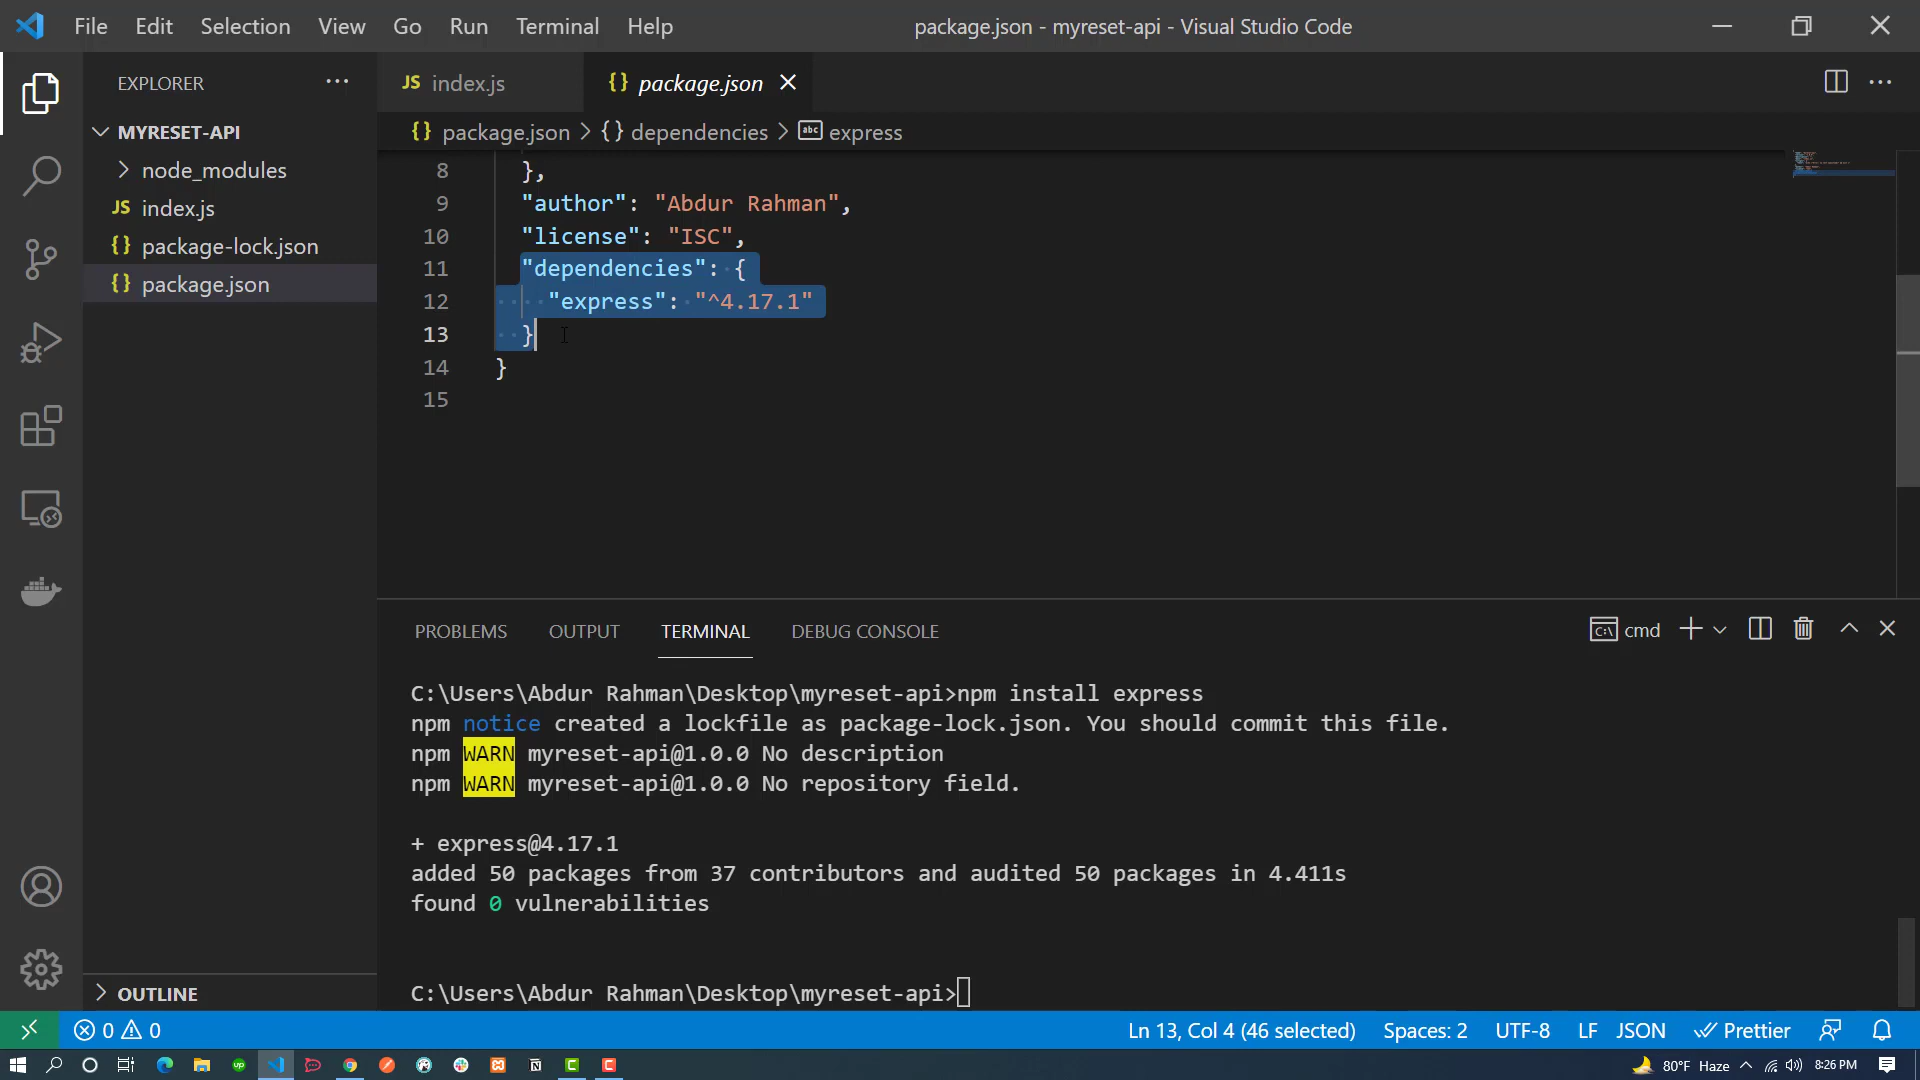 File Edit Selection View Go Run Terminal Help
package.json - myreset-api - Visual Studio Code
EXPLORER
JS index.js
{} package.json
MYRESET-API
{} package.json > {} dependencies > abc express
node_modules
JS index.js
{} package-lock.json
{} package.json
8 },
9 "author": "Abdur Rahman",
10 "license": "ISC",
11 "dependencies": {
12 "express": "^4.17.1"
13 }
14 }
15
PROBLEMS OUTPUT TERMINAL DEBUG CONSOLE
cmd
C:\Users\Abdur Rahman\Desktop\myreset-api>npm install express
npm notice created a lockfile as package-lock.json. You should commit this file.
npm WARN myreset-api@1.0.0 No description
npm WARN myreset-api@1.0.0 No repository field.
+ express@4.17.1
added 50 packages from 37 contributors and audited 50 packages in 4.411s
found 0 vulnerabilities
C:\Users\Abdur Rahman\Desktop\myreset-api>
OUTLINE
0 0
Ln 13, Col 4 (46 selected) Spaces: 2 UTF-8 LF JSON Prettier
80°F Haze 8:26 PM